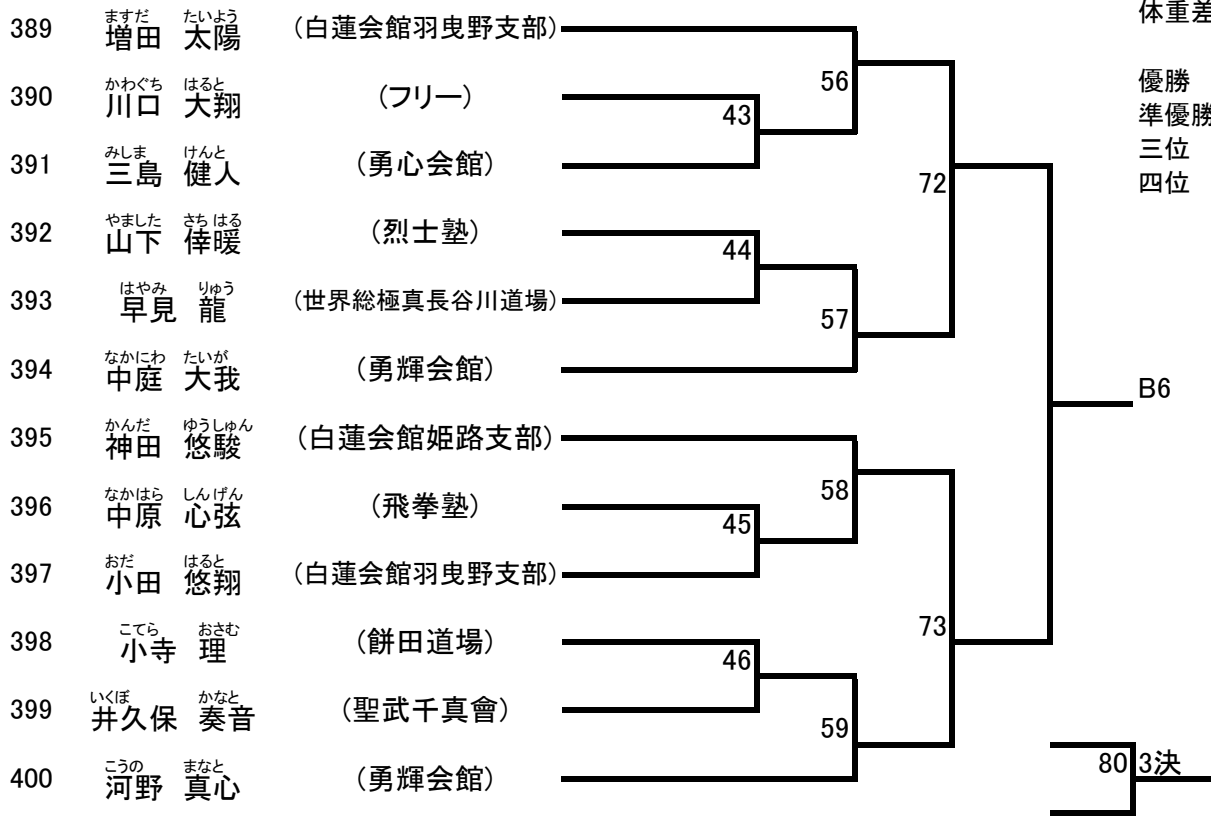 389 増田 太陽 ますだ たいよう (白蓮会館羽曳野支部)
390 川口 大翔 かわぐち はると (フリー)
391 三島 健人 みしま けんと (勇心会館)
392 山下 倖暖 やました さち はる (烈士塾)
393 早見 龍 はやみ りゅう (世界総極真長谷川道場)
394 中庭 大我 なかにわ たいが (勇輝会館)
395 神田 悠駿 かんだ ゆうしゅん (白蓮会館姫路支部)
396 中原 心弦 なかはら しんげん (飛拳塾)
397 小田 悠翔 おだ はると (白蓮会館羽曳野支部)
398 小寺 理 こてら おさむ (餅田道場)
399 井久保 奏音 いくぼ かなと (聖武千真會)
400 河野 真心 こうの まなと (勇輝会館)
43
44
45
46
56
57
58
59
72
73
B6
80 3決
体重差
優勝
準優勝
三位
四位